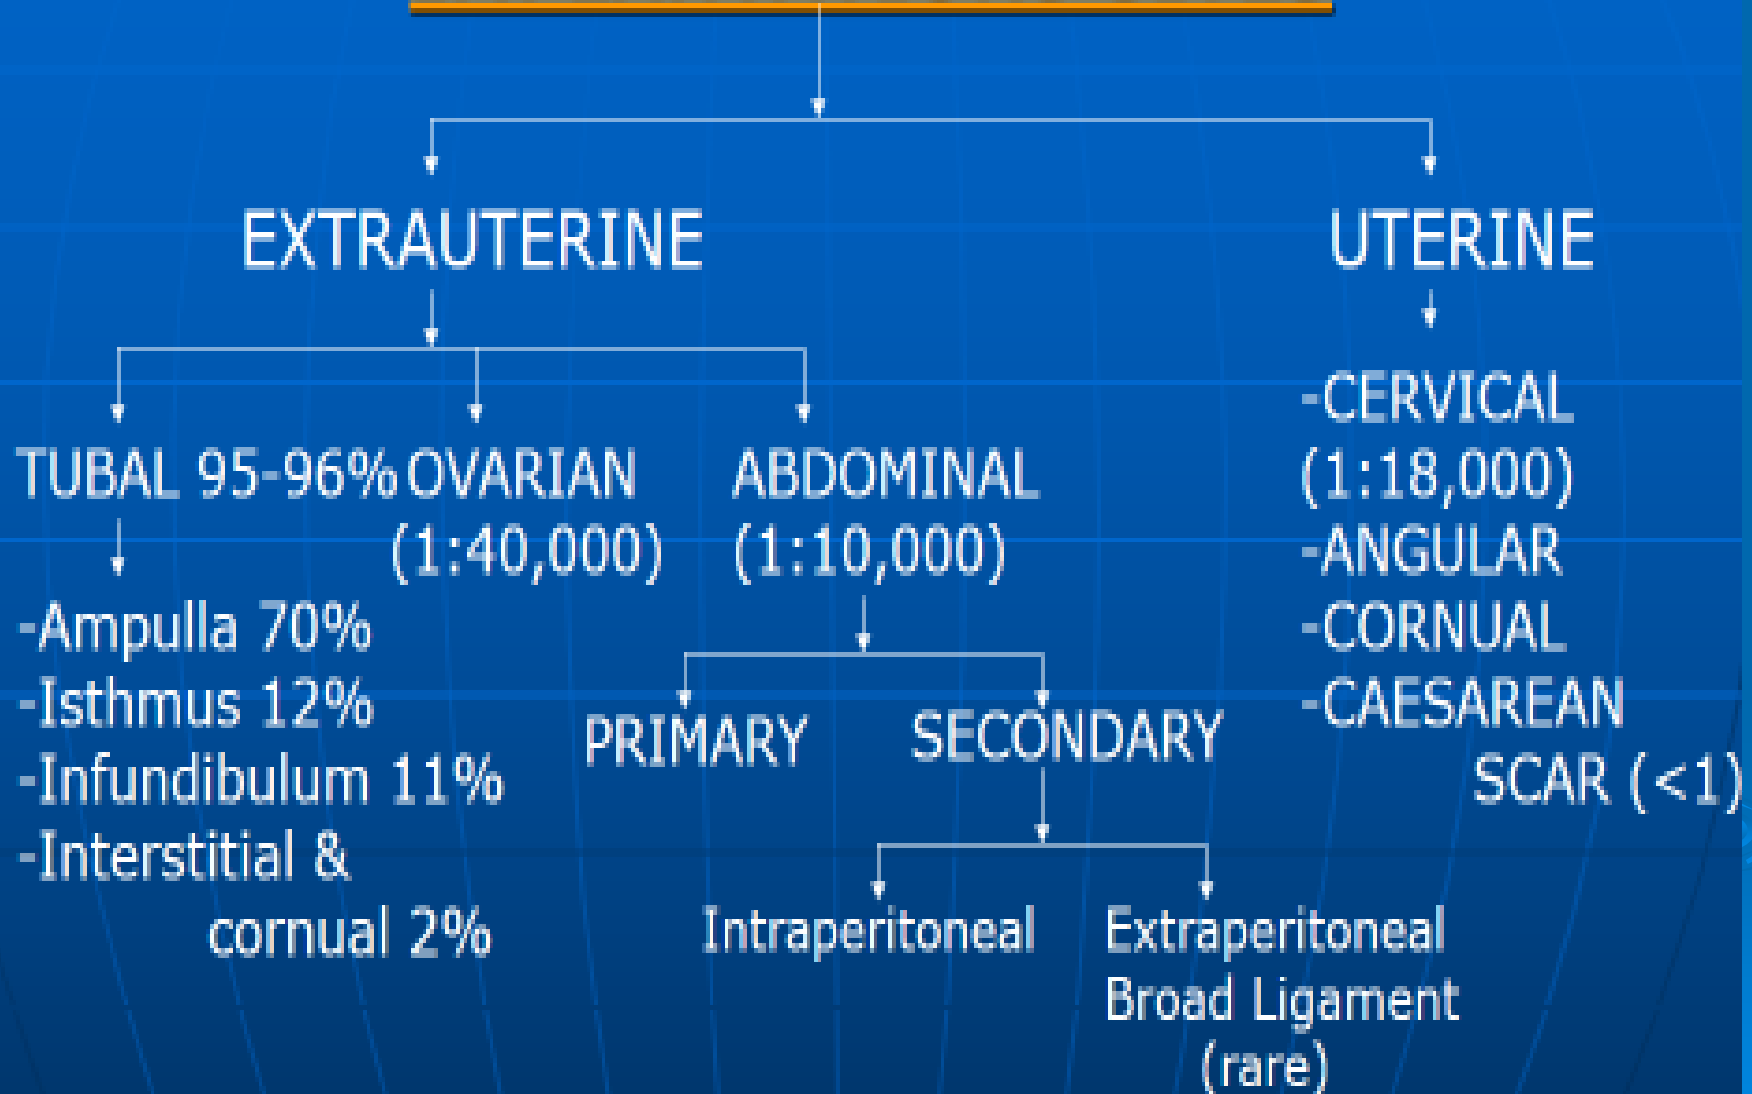 EXTRAUTERINE
UTERINE
TUBAL 95-96%
-Ampulla 70%
-Isthmus 12%
-Infundibulum 11%
-Interstitial &
cornual 2%
OVARIAN
(1:40,000)
ABDOMINAL
(1:10,000)
PRIMARY
SECONDARY
Intraperitoneal
Extraperitoneal
Broad Ligament
(rare)
-CERVICAL
(1:18,000)
-ANGULAR
-CORNUAL
-CAESAREAN
SCAR (<1)